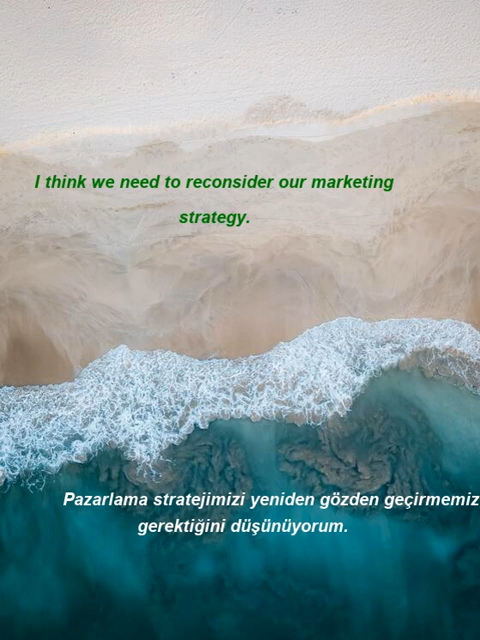 I think we need to reconsider our marketing
strategy.
Pazarlama stratejimizi yeniden gözden geçirmemiz
gerektiğini düşünüyorum.